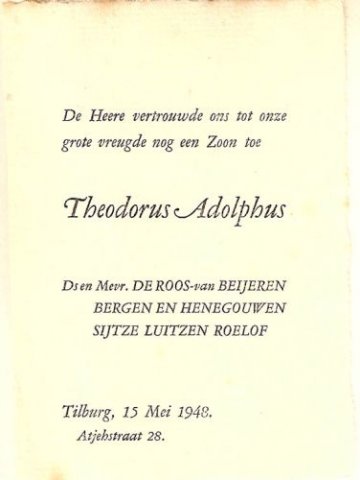 De Heere vertrouwde ons tot onze
grote vreugde nog een Zoon toe
Theodorus Adolphus
Ds en Mevr. DE ROOS-van BEIJEREN
BERGEN EN HENEGOUWEN
SIJTZE LUITZEN ROELOF
Tilburg, 15 Mei 1948.
Atjehstraat 28.